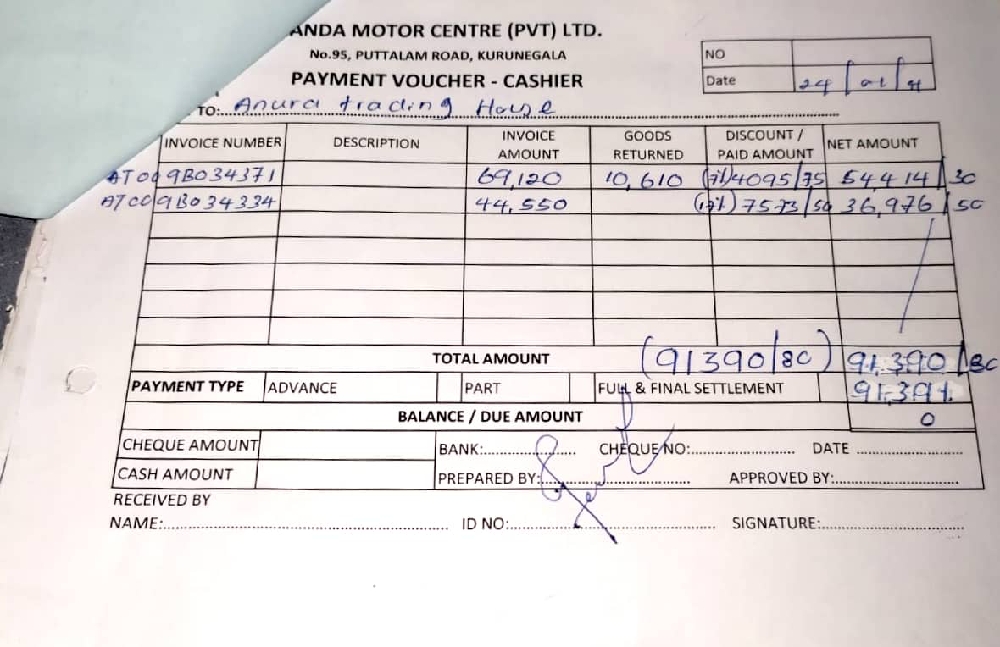 ANDA MOTOR CENTRE (PVT) LTD.
No.95, PUTTALAM ROAD, KURUNEGALA
PAYMENT VOUCHER - CASHIER
NO
Date 24/01/
TO: Anura trading House
INVOICE NUMBER DESCRIPTION INVOICE AMOUNT GOODS RETURNED DISCOUNT / PAID AMOUNT NET AMOUNT
AT009B034371 69,120 10,610 (7%) 4095/75 54,414/30
AT009B034334 44,550 (17%) 7573/50 36,976/50
TOTAL AMOUNT (91390/80) 91,390/80
PAYMENT TYPE ADVANCE PART FULL & FINAL SETTLEMENT 91,391.
BALANCE / DUE AMOUNT 0
CHEQUE AMOUNT BANK: CHEQUE NO: DATE
CASH AMOUNT PREPARED BY: APPROVED BY:
RECEIVED BY
NAME: ID NO: SIGNATURE: